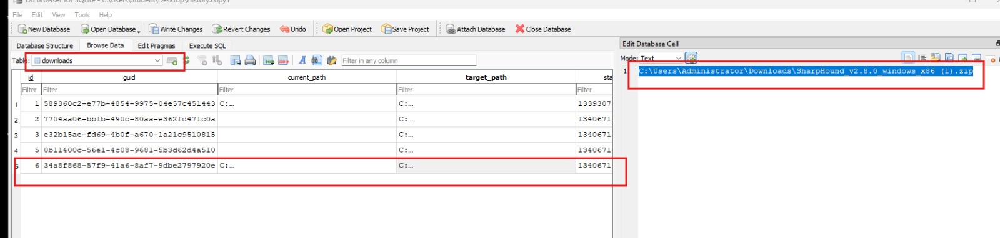 DB Browser for SQLite - C:\Users\Student\Desktop\History.copy1
File Edit View Tools Help
New Database Open Database Write Changes Revert Changes Undo Open Project Save Project Attach Database Close Database
Database Structure Browse Data Edit Pragmas Execute SQL
Edit Database Cell
Table: downloads Filter in any column
Mode: Text
1 C:\Users\Administrator\Downloads\SharpHound_v2.8.0_windows_x86 (1).zip
id guid current_path target_path sta
Filter Filter Filter Filter Filter
1 1 589360c2-e77b-4854-9975-04e57c451443 C:… C:… 1339307
2 2 7704aa06-bb1b-490c-80aa-e362fd471c0a C:… 1340671
3 3 e32b15ae-fd69-4b0f-a670-1a21c9510815 C:… 1340671
4 5 0b11400c-56e1-4c08-9681-5b3d62d4a510 C:… 1340671
5 6 34a8f868-57f9-41a6-8af7-9dbe2797920e C:… C:… 1340671